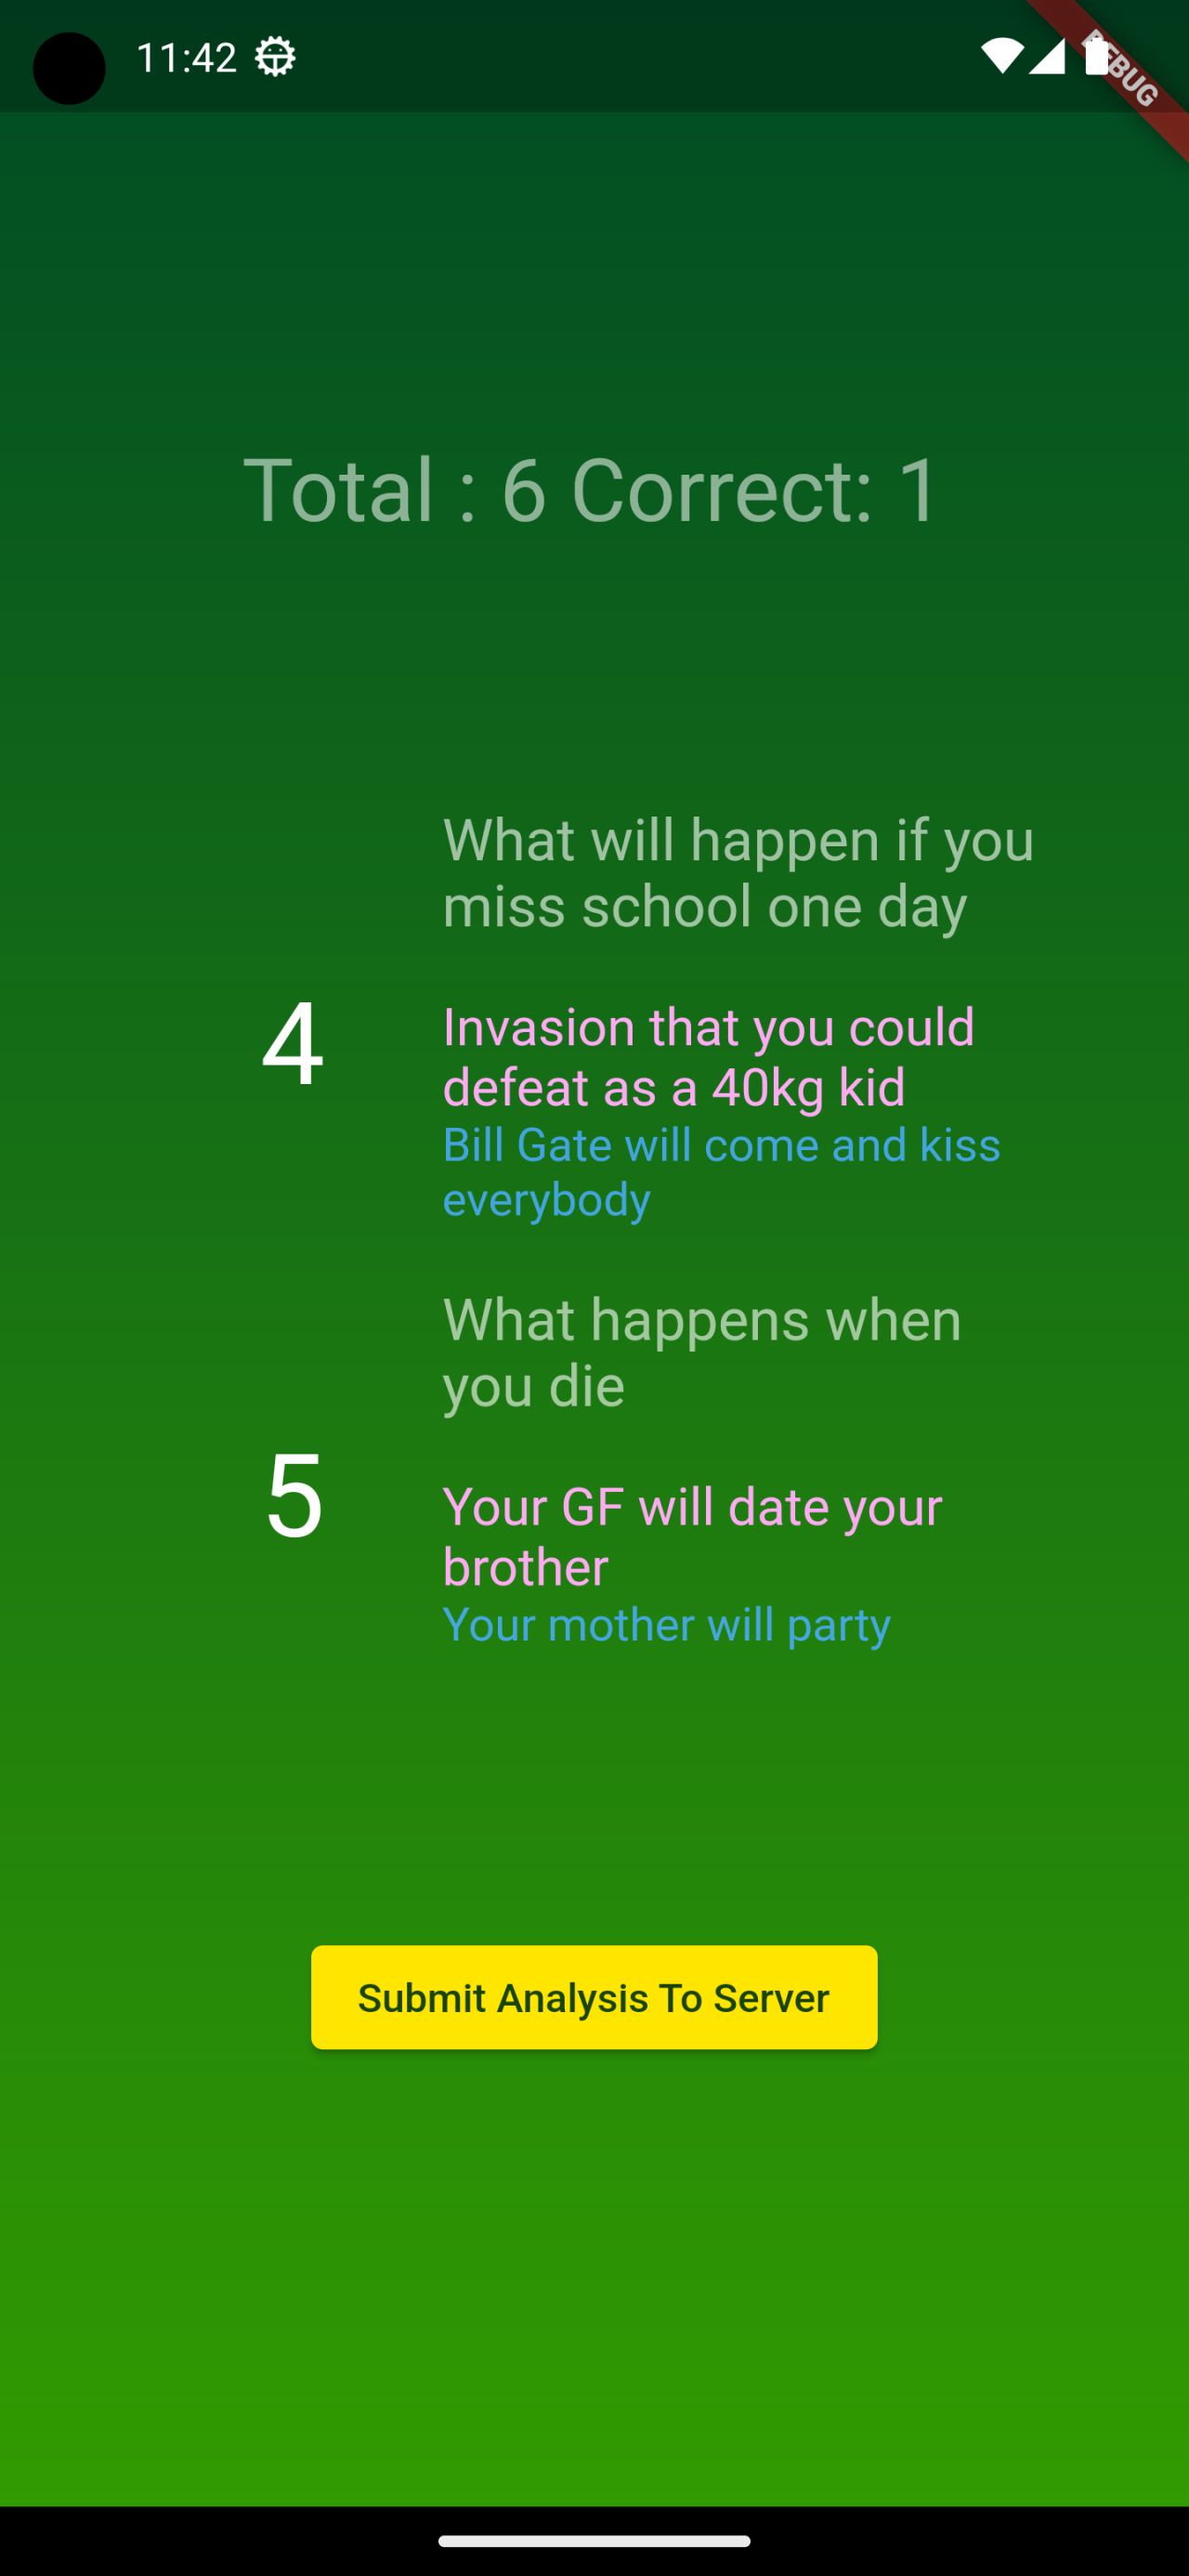 11:42
DEBUG
Total : 6 Correct: 1
What will happen if you
miss school one day
4
Invasion that you could
defeat as a 40kg kid
Bill Gate will come and kiss
everybody
What happens when
you die
5
Your GF will date your
brother
Your mother will party
Submit Analysis To Server